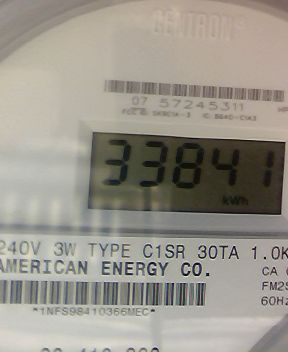 CENTRON®
07 57245311
33841
kWh
240V 3W TYPE C1SR 30TA 1.0K
AMERICAN ENERGY CO.
CA
FM2S
60Hz
*1NFS98410366MEC*